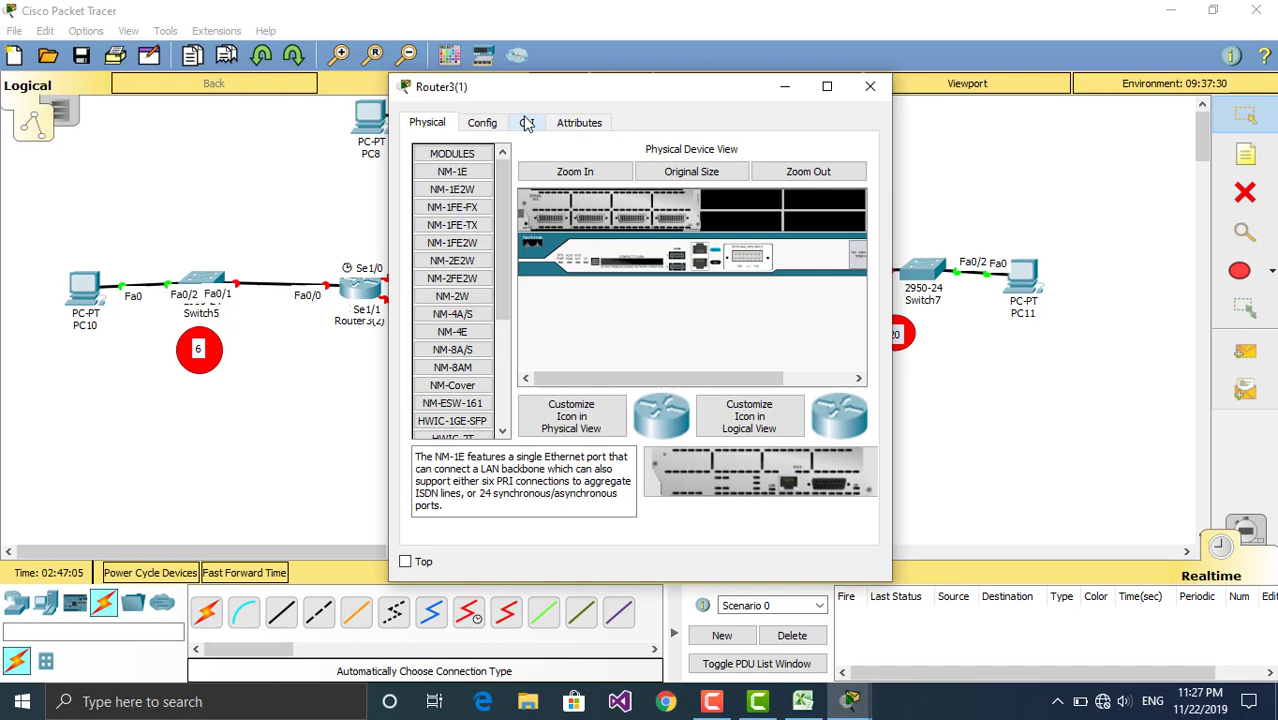 Cisco Packet Tracer
File Edit Options View Tools Extensions Help
Logical
Back
Viewport
Environment: 09:37:30
Router3(1)
Physical Config Attributes
MODULES
NM-1E
NM-1E2W
NM-1FE-FX
NM-1FE-TX
NM-1FE2W
NM-2E2W
NM-2FE2W
NM-2W
NM-4A/S
NM-4E
NM-8A/S
NM-8AM
NM-Cover
NM-ESW-161
HWIC-1GE-SFP
HWIC-2T
Physical Device View
Zoom In Original Size Zoom Out
Customize
Icon in
Physical View
Customize
Icon in
Logical View
The NM-1E features a single Ethernet port that
can connect a LAN backbone which can also
support either six PRI connections to aggregate
ISDN lines, or 24 synchronous/asynchronous
ports.
Top
PC-PT
PC8
PC-PT
PC10
Fa0
Fa0/2
Fa0/1
Switch5
6
Fa0/0
Se1/0
Se1/1
Router3(2)
2950-24
Switch7
Fa0/2
Fa0
PC-PT
PC11
20
Time: 02:47:05
Power Cycle Devices
Fast Forward Time
Realtime
Automatically Choose Connection Type
Scenario 0
New
Delete
Toggle PDU List Window
Fire Last Status Source Destination Type Color Time(sec) Periodic Num Edit
Type here to search
ENG
11:27 PM
11/22/2019